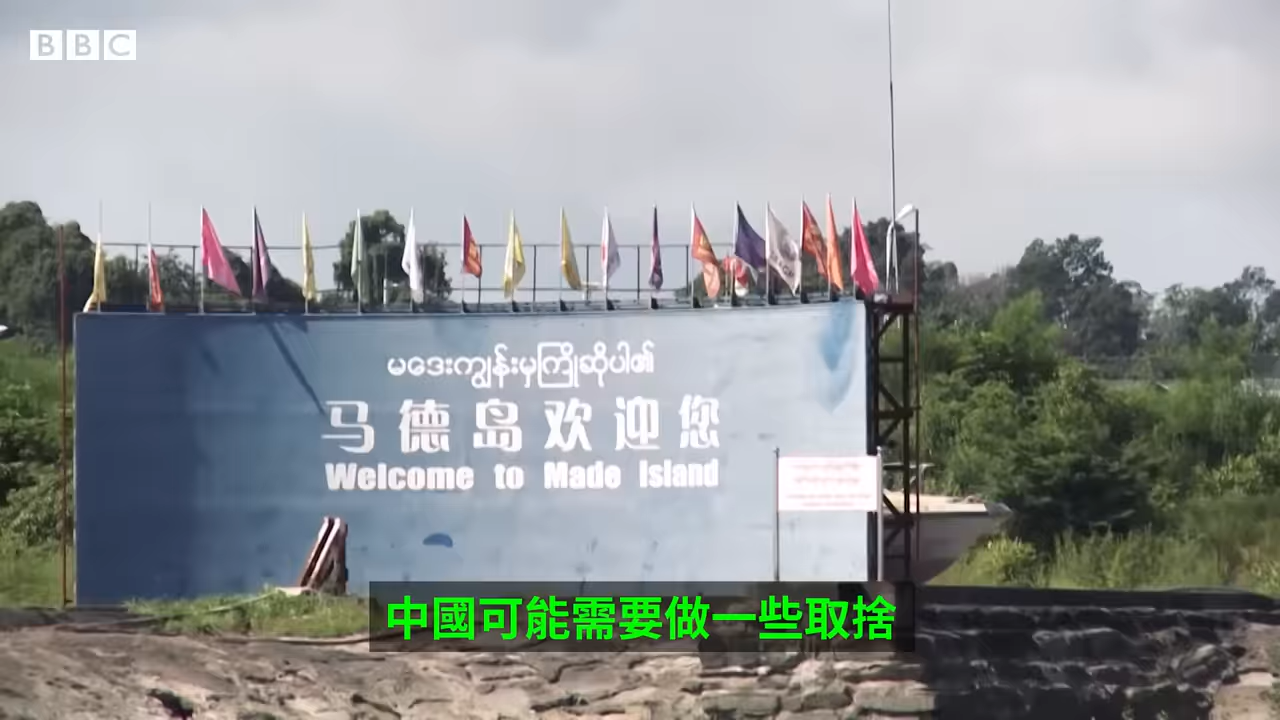 BBC
မဒေးကျွန်းမှကြိုဆိုပါ၏
马德岛欢迎您
Welcome to Made Island
中國可能需要做一些取捨